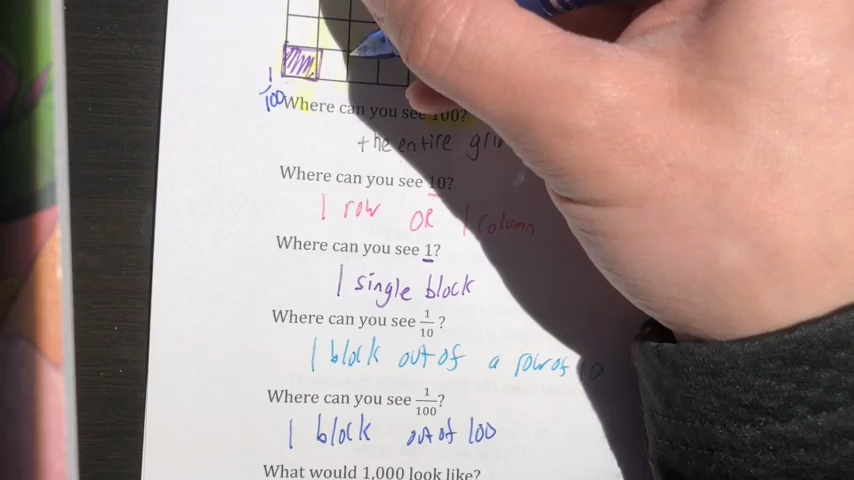 1
100
Where can you see 100?
the entire
Where can you see 10?
1 row OR 1 column
Where can you see 1?
1 single block
Where can you see 1/10?
1 block out of a row of 10
Where can you see 1/100?
1 block out of 100
What would 1,000 look like?